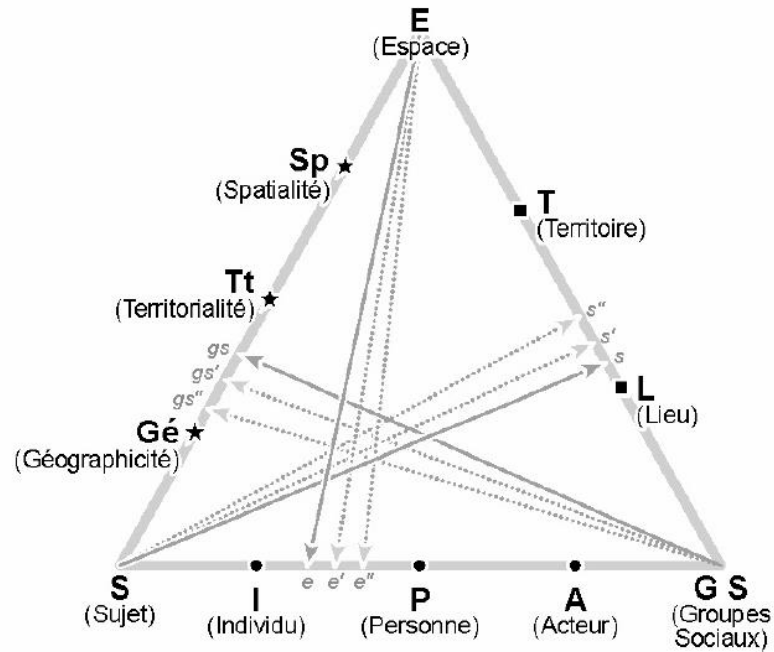 E
(Espace)
Sp
(Spatialité)
T
(Territoire)
Tt
(Territorialité)
s"
s'
s
gs
gs'
gs"
L
(Lieu)
Gé
(Géographicité)
S
(Sujet)
I
(Individu)
e e' e"
P
(Personne)
A
(Acteur)
G S
(Groupes
Sociaux)